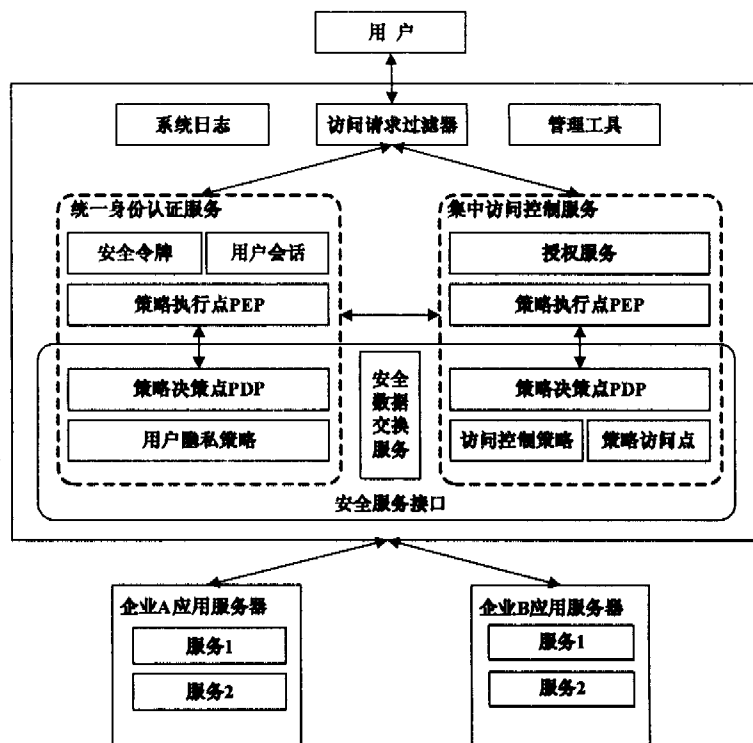 用 户
系统日志
访问请求过滤器
管理工具
统一身份认证服务
集中访问控制服务
安全令牌
用户会话
授权服务
策略执行点PEP
策略执行点PEP
策略决策点PDP
安全
数据
交换
服务
策略决策点PDP
用户隐私策略
访问控制策略
策略访问点
安全服务接口
企业A应用服务器
企业B应用服务器
服务1
服务1
服务2
服务2